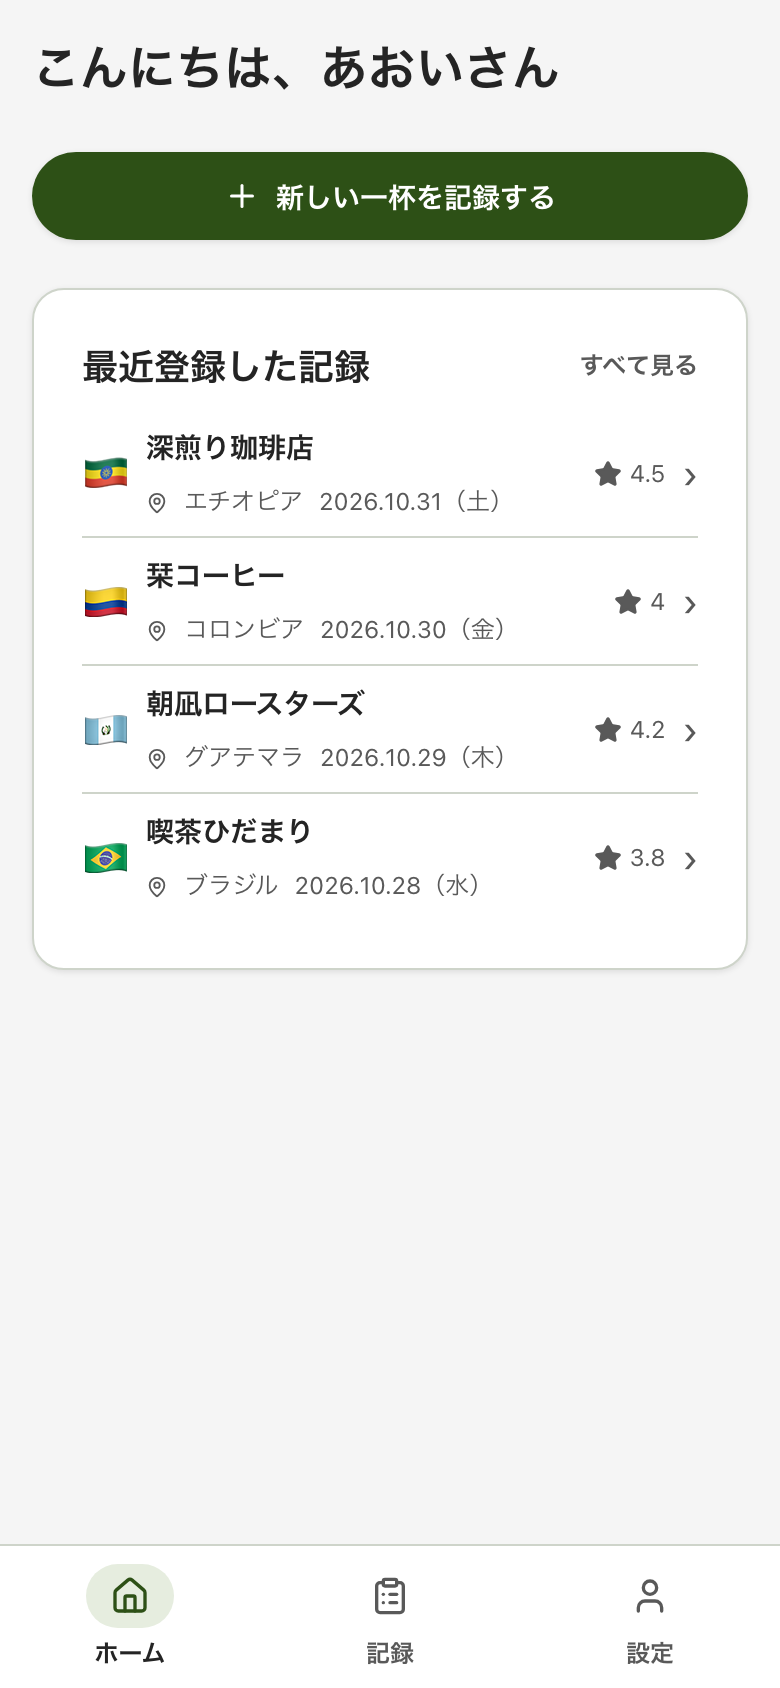 こんにちは、あおいさん
＋ 新しい一杯を記録する
最近登録した記録 すべて見る
深煎り珈琲店
エチオピア 2026.10.31（土）
★ 4.5 ›
栞コーヒー
コロンビア 2026.10.30（金）
★ 4 ›
朝凪ロースターズ
グアテマラ 2026.10.29（木）
★ 4.2 ›
喫茶ひだまり
ブラジル 2026.10.28（水）
★ 3.8 ›
ホーム 記録 設定